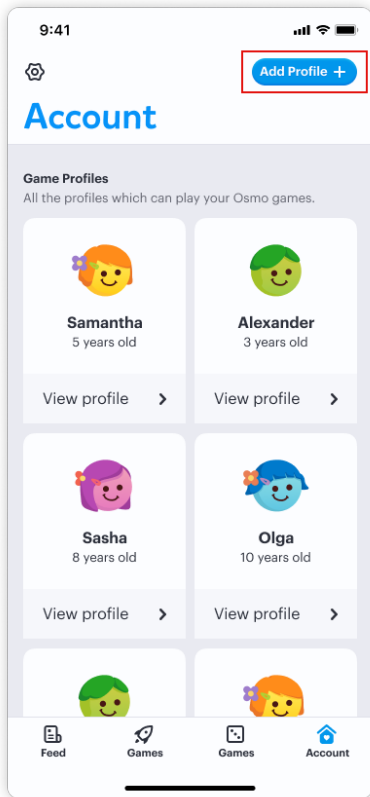 9:41
Add Profile +
Account
Game Profiles
All the profiles which can play your Osmo games.
Samantha
5 years old
View profile
Alexander
3 years old
View profile
Sasha
8 years old
View profile
Olga
10 years old
View profile
Feed
Games
Games
Account